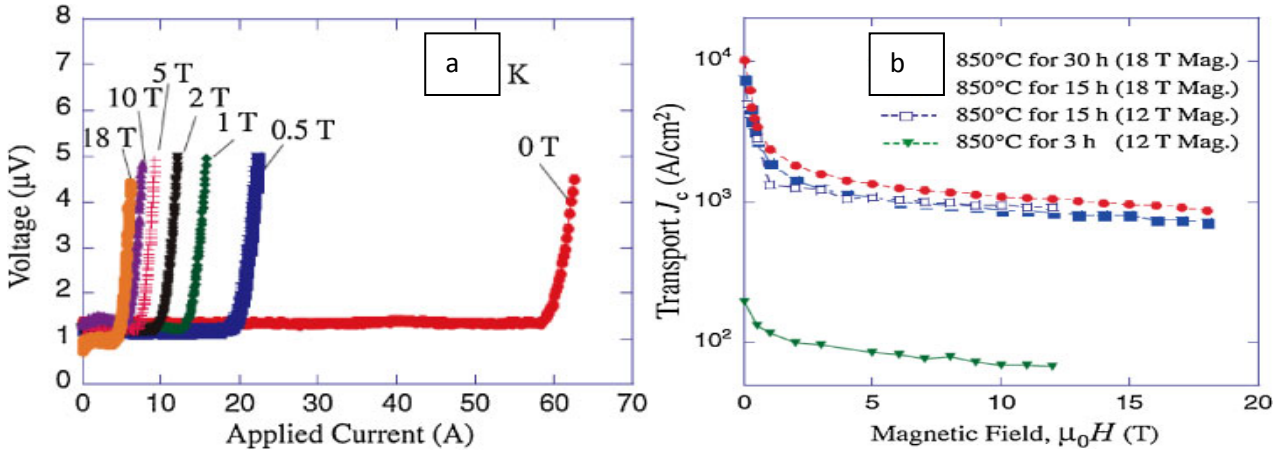 a
K
8
7
6
5
4
3
2
1
0
Voltage (μV)
18 T
10 T
5 T
2 T
1 T
0.5 T
0 T
0 10 20 30 40 50 60 70
Applied Current (A)
b
850°C for 30 h (18 T Mag.)
850°C for 15 h (18 T Mag.)
850°C for 15 h (12 T Mag.)
850°C for 3 h (12 T Mag.)
10⁴
10³
10²
Transport Jc (A/cm²)
0 5 10 15 20
Magnetic Field, μ₀H (T)